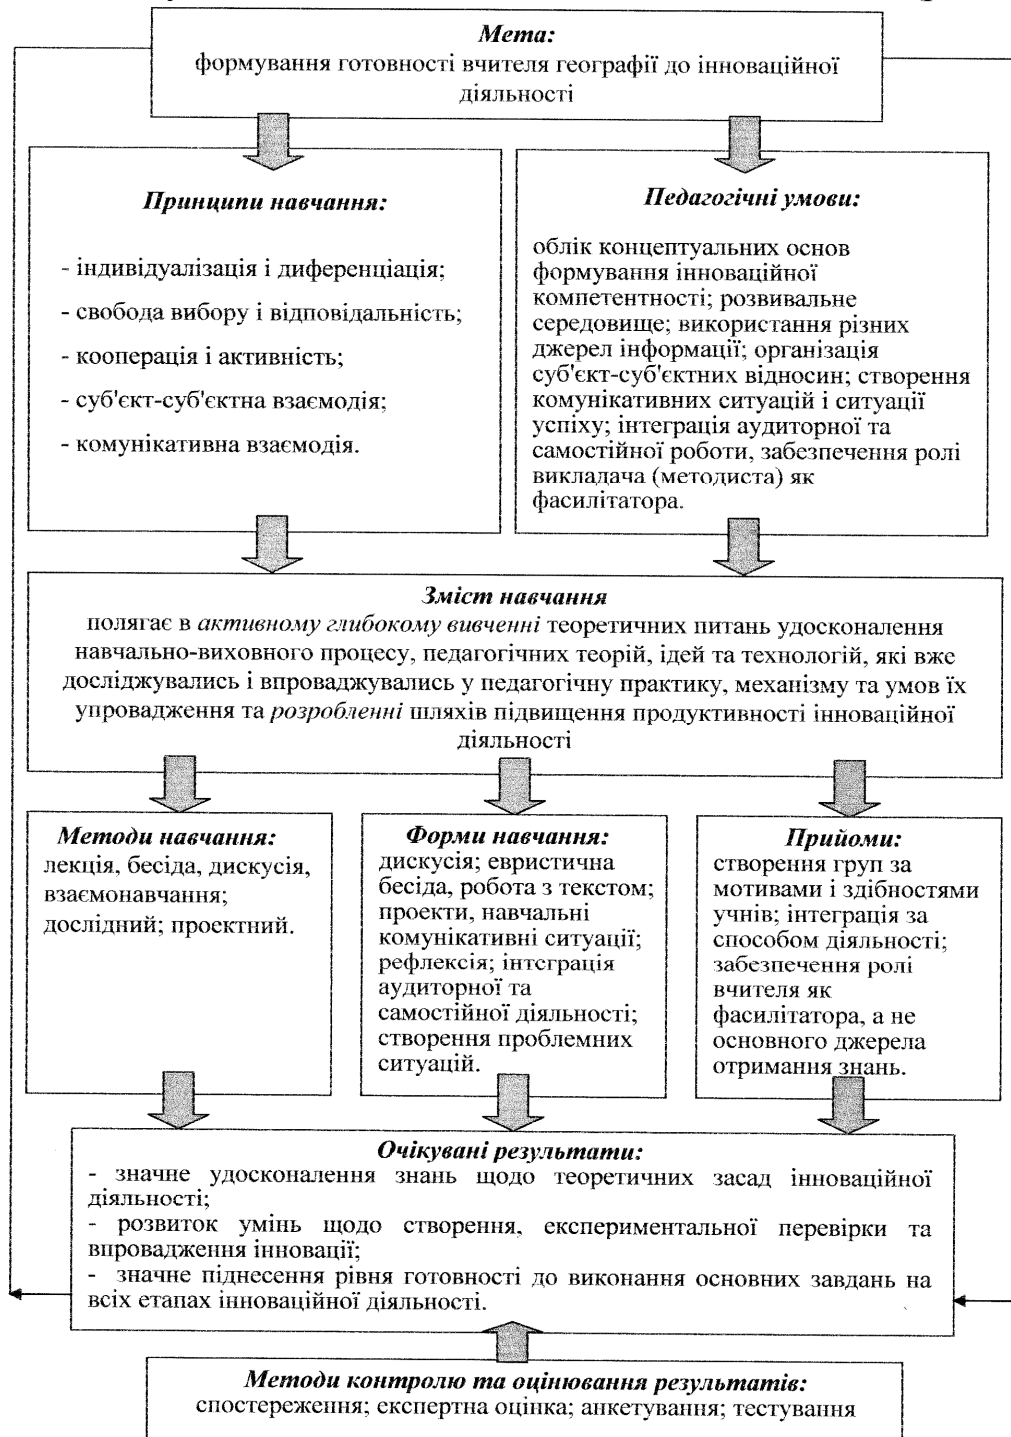 Мета:
формування готовності вчителя географії до інноваційної
діяльності
Принципи навчання:
- індивідуалізація і диференціація;
- свобода вибору і відповідальність;
- кооперація і активність;
- суб'єкт-суб'єктна взаємодія;
- комунікативна взаємодія.
Педагогічні умови:
облік концептуальних основ
формування інноваційної
компетентності; розвивальне
середовище; використання різних
джерел інформації; організація
суб'єкт-суб'єктних відносин; створення
комунікативних ситуацій і ситуації
успіху; інтеграція аудиторної та
самостійної роботи, забезпечення ролі
викладача (методиста) як
фасилітатора.
Зміст навчання
полягає в активному глибокому вивченні теоретичних питань удосконалення
навчально-виховного процесу, педагогічних теорій, ідей та технологій, які вже
досліджувались і впроваджувались у педагогічну практику, механізму та умов їх
упровадження та розробленні шляхів підвищення продуктивності інноваційної
діяльності
Методи навчання:
лекція, бесіда, дискусія,
взаємонавчання;
дослідний; проектний.
Форми навчання:
дискусія; евристична
бесіда, робота з текстом;
проекти, навчальні
комунікативні ситуації;
рефлексія; інтеграція
аудиторної та
самостійної діяльності;
створення проблемних
ситуацій.
Прийоми:
створення груп за
мотивами і здібностями
учнів; інтеграція за
способом діяльності;
забезпечення ролі
вчителя як
фасилітатора, а не
основного джерела
отримання знань.
Очікувані результати:
- значне удосконалення знань щодо теоретичних засад інноваційної
діяльності;
- розвиток умінь щодо створення, експериментальної перевірки та
впровадження інновації;
- значне піднесення рівня готовності до виконання основних завдань на
всіх етапах інноваційної діяльності.
Методи контролю та оцінювання результатів:
спостереження; експертна оцінка; анкетування; тестування